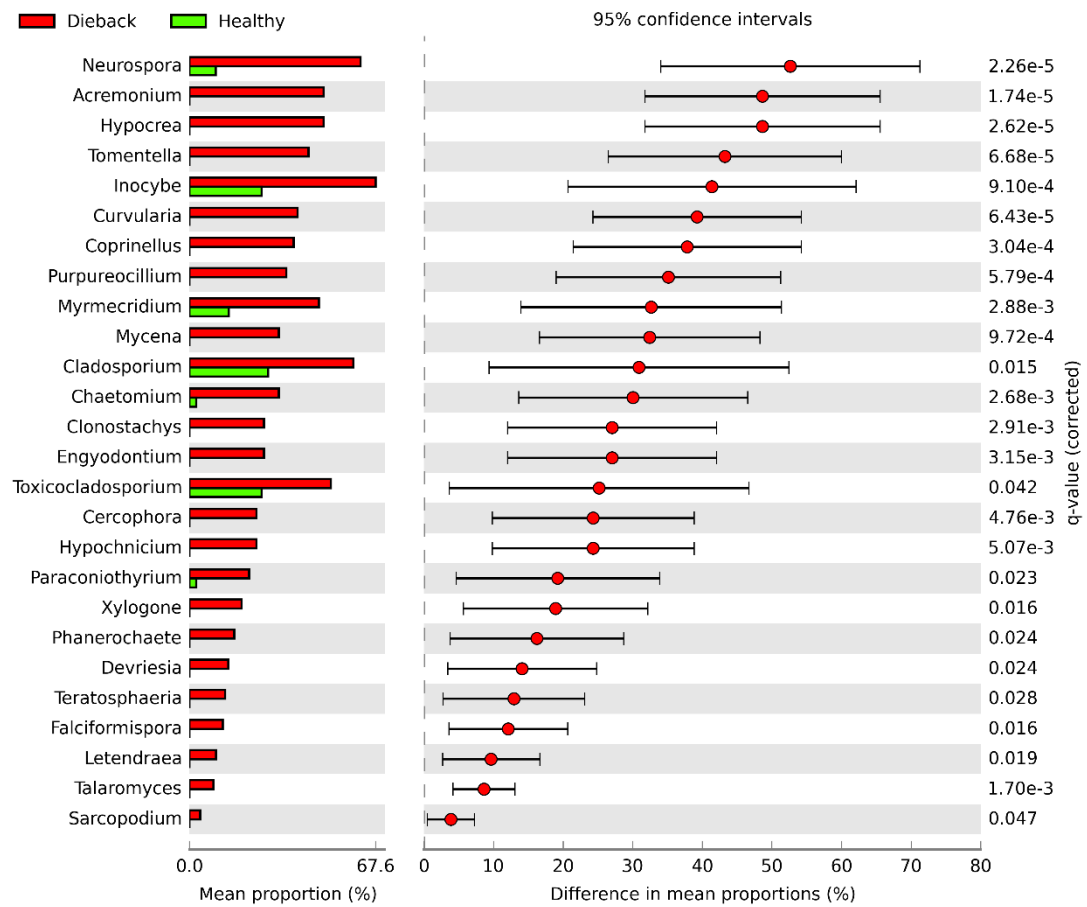 Dieback Healthy 95% confidence intervals
Neurospora 2.26e-5
Acremonium 1.74e-5
Hypocrea 2.62e-5
Tomentella 6.68e-5
Inocybe 9.10e-4
Curvularia 6.43e-5
Coprinellus 3.04e-4
Purpureocillium 5.79e-4
Myrmecridium 2.88e-3
Mycena 9.72e-4
Cladosporium 0.015
Chaetomium 2.68e-3
Clonostachys 2.91e-3
Engyodontium 3.15e-3
Toxicocladosporium 0.042
Cercophora 4.76e-3
Hypochnicium 5.07e-3
Paraconiothyrium 0.023
Xylogone 0.016
Phanerochaete 0.024
Devriesia 0.024
Teratosphaeria 0.028
Falciformispora 0.016
Letendraea 0.019
Talaromyces 1.70e-3
Sarcopodium 0.047
q-value (corrected)
0.0 67.6 0 10 20 30 40 50 60 70 80
Mean proportion (%) Difference in mean proportions (%)